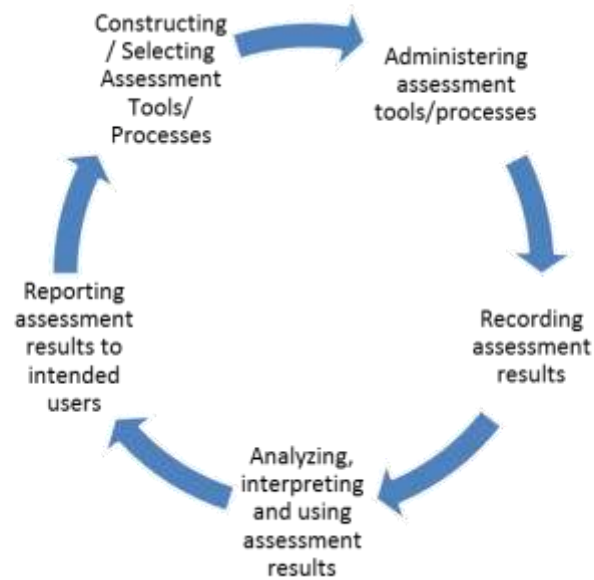 Constructing
/ Selecting
Assessment
Tools/
Processes
Administering
assessment
tools/processes
Recording
assessment
results
Analyzing,
interpreting
and using
assessment
results
Reporting
assessment
results to
intended
users